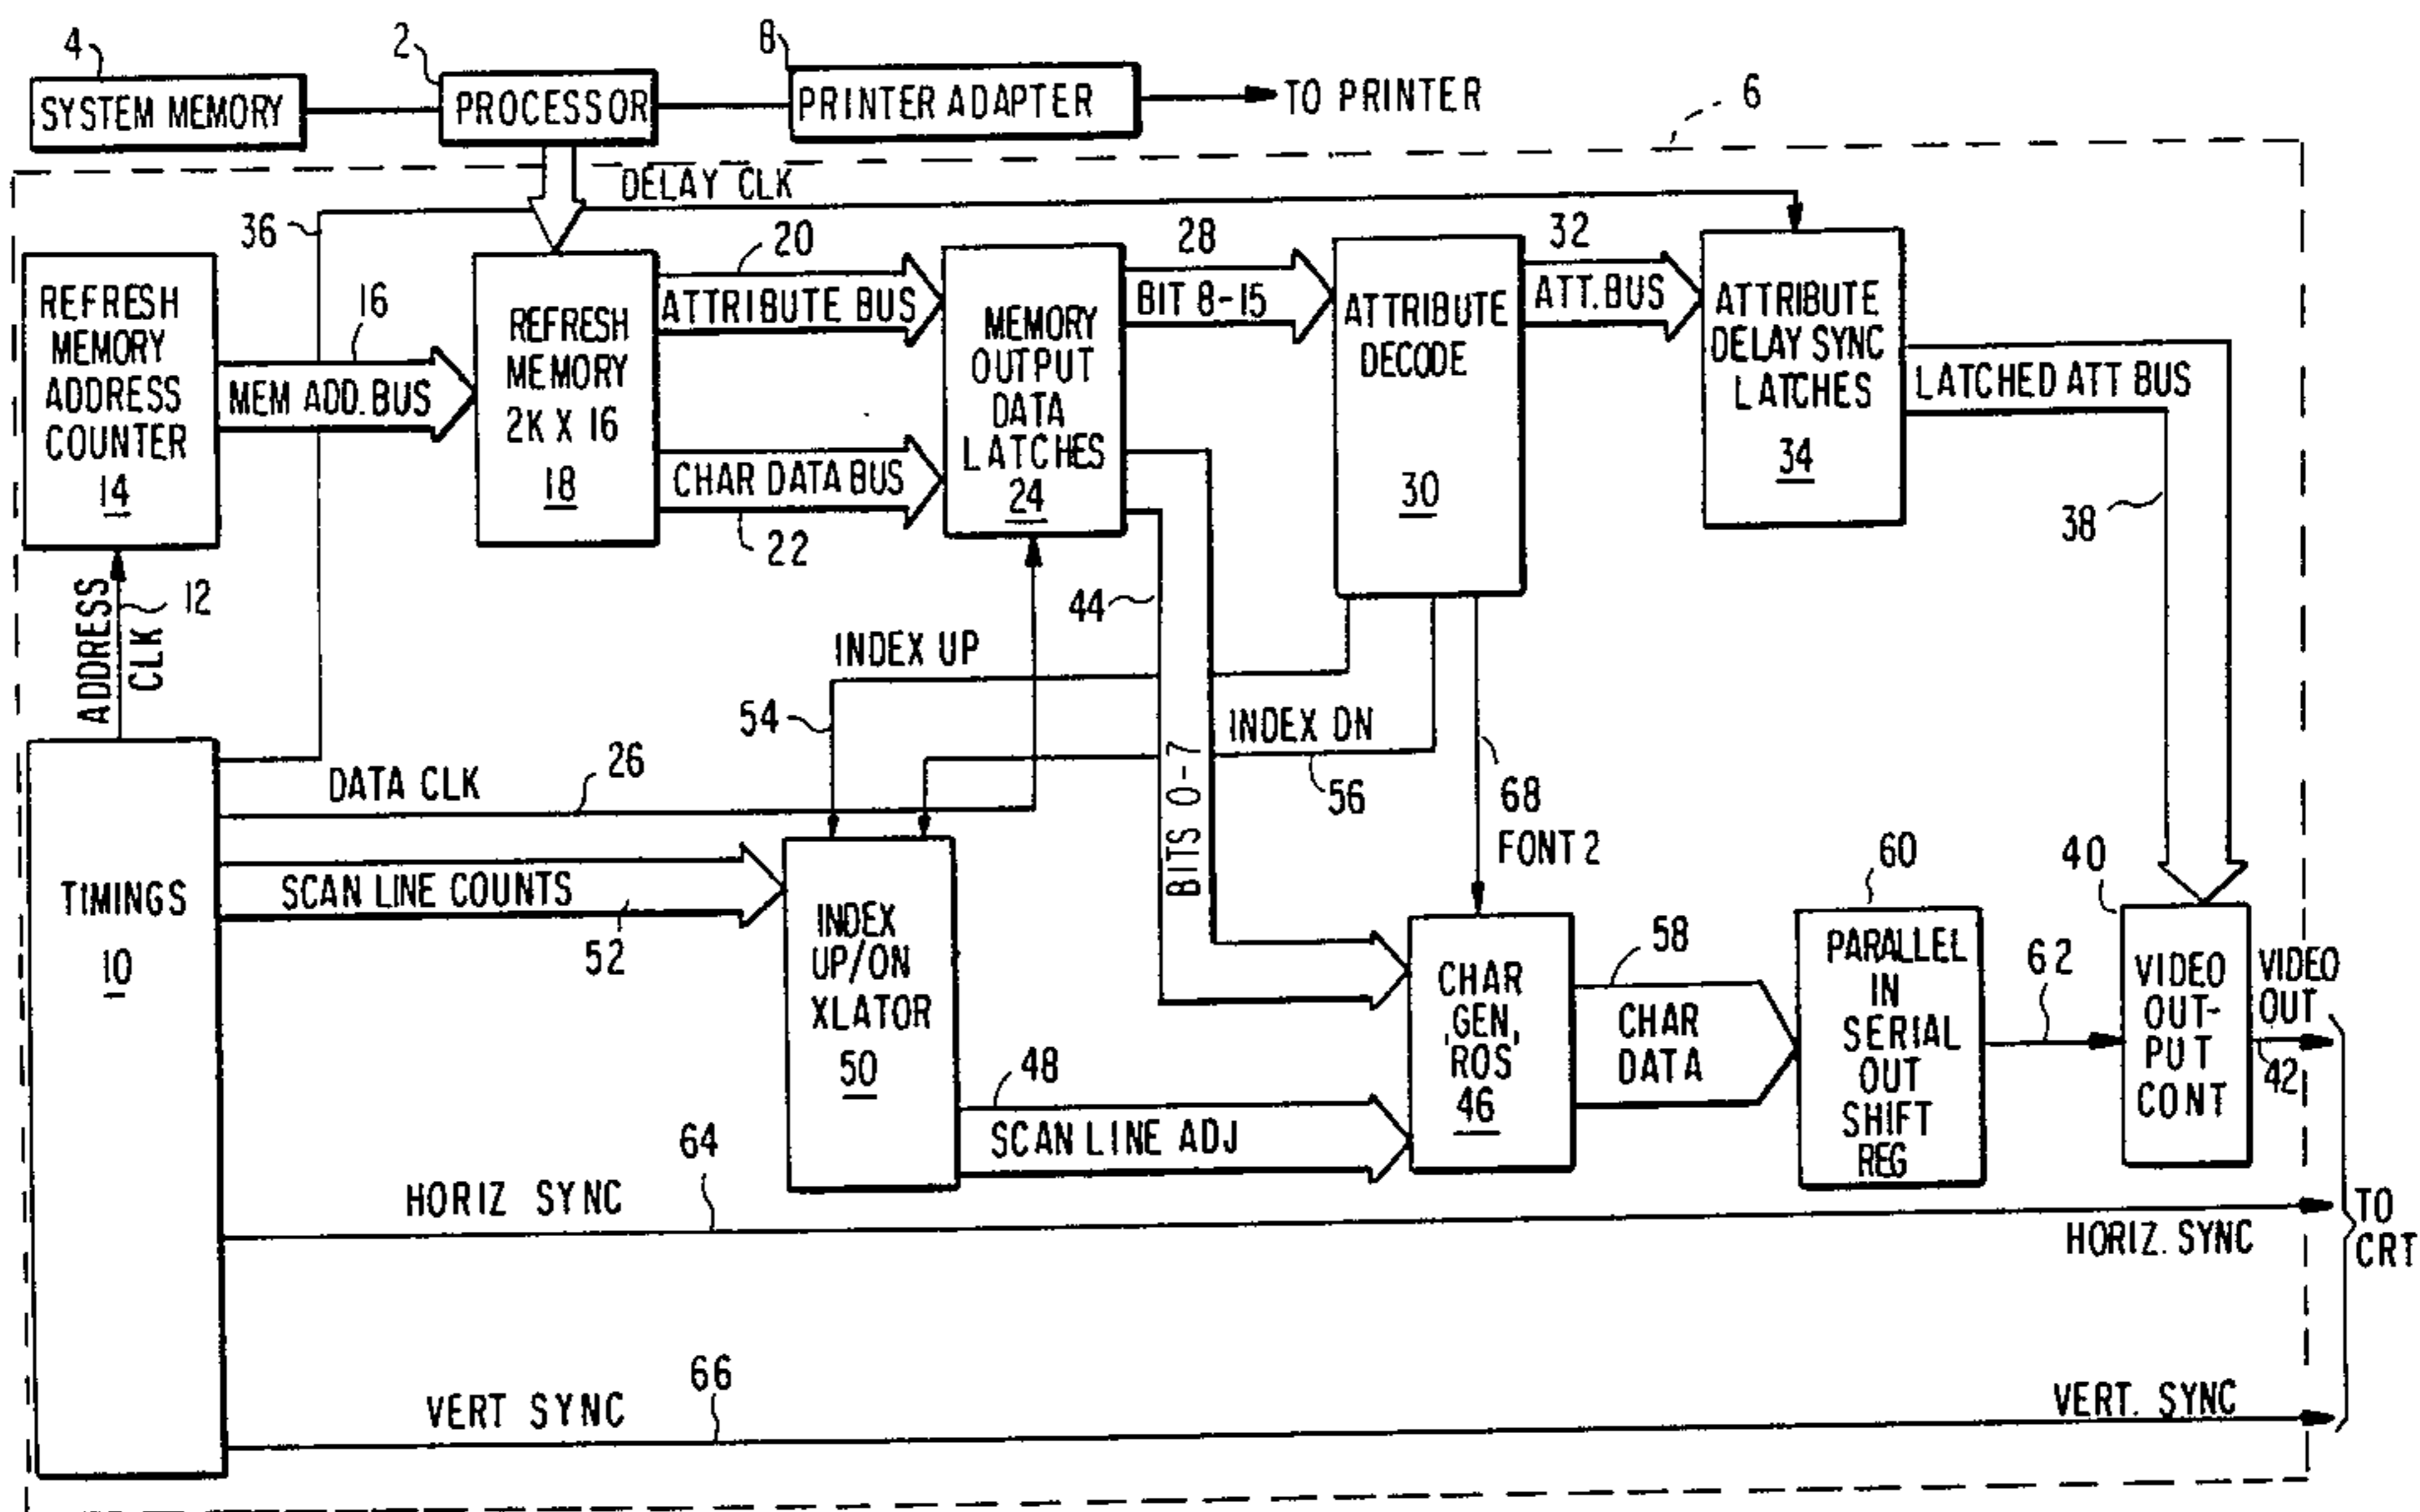 4
2
8
SYSTEM MEMORY
PROCESSOR
PRINTER ADAPTER
TO PRINTER
6
DELAY CLK
36
20
28
32
16
REFRESH
MEMORY
ADDRESS
COUNTER
14
MEM ADD. BUS
REFRESH
MEMORY
2K X 16
18
ATTRIBUTE BUS
CHAR DATA BUS
22
MEMORY
OUTPUT
DATA
LATCHES
24
BIT 8-15
ATTRIBUTE
DECODE
30
ATT. BUS
ATTRIBUTE
DELAY SYNC
LATCHES
34
LATCHED ATT BUS
38
ADDRESS
CLK
12
44
INDEX UP
54
INDEX DN
56
BITS 0-7
68
FONT 2
DATA CLK
26
TIMINGS
10
SCAN LINE COUNTS
52
INDEX
UP/ON
XLATOR
50
48
SCAN LINE ADJ
CHAR
GEN,
'ROS'
46
58
CHAR
DATA
60
PARALLEL
IN
SERIAL
OUT
SHIFT
REG
62
40
VIDEO
OUT-
PUT
CONT
VIDEO
OUT
42
64
HORIZ SYNC
HORIZ. SYNC
TO
CRT
66
VERT SYNC
VERT. SYNC